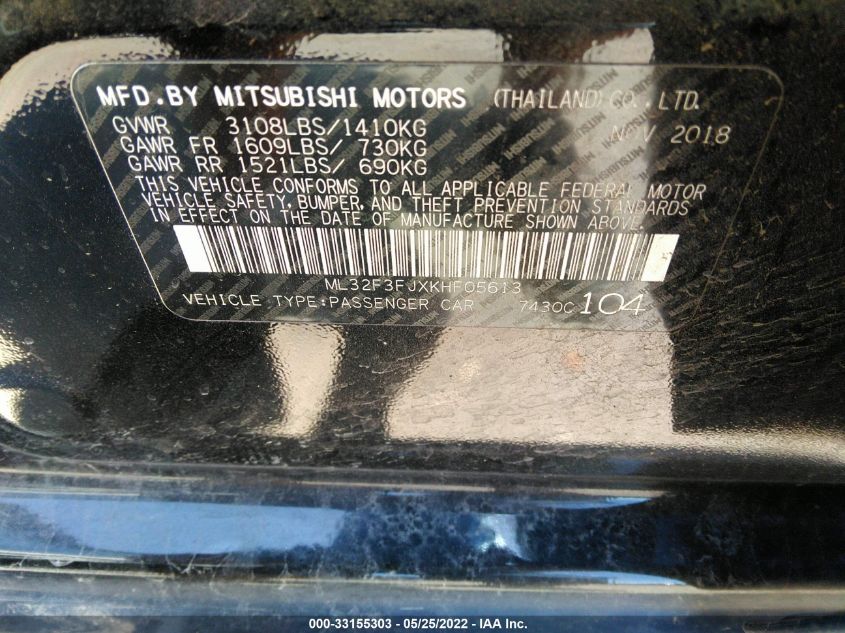 MFD.BY MITSUBISHI MOTORS (THAILAND) CO.,LTD.
GVWR 3108LBS/1410KG NOV 2018
GAWR FR 1609LBS/ 730KG
GAWR RR 1521LBS/ 690KG
THIS VEHICLE CONFORMS TO ALL APPLICABLE FEDERAL MOTOR
VEHICLE SAFETY, BUMPER, AND THEFT PREVENTION STANDARDS
IN EFFECT ON THE DATE OF MANUFACTURE SHOWN ABOVE.
ML32F3FJXKHF05613
VEHICLE TYPE:PASSENGER CAR 7430C 104
000-33155303 - 05/25/2022 - IAA Inc.